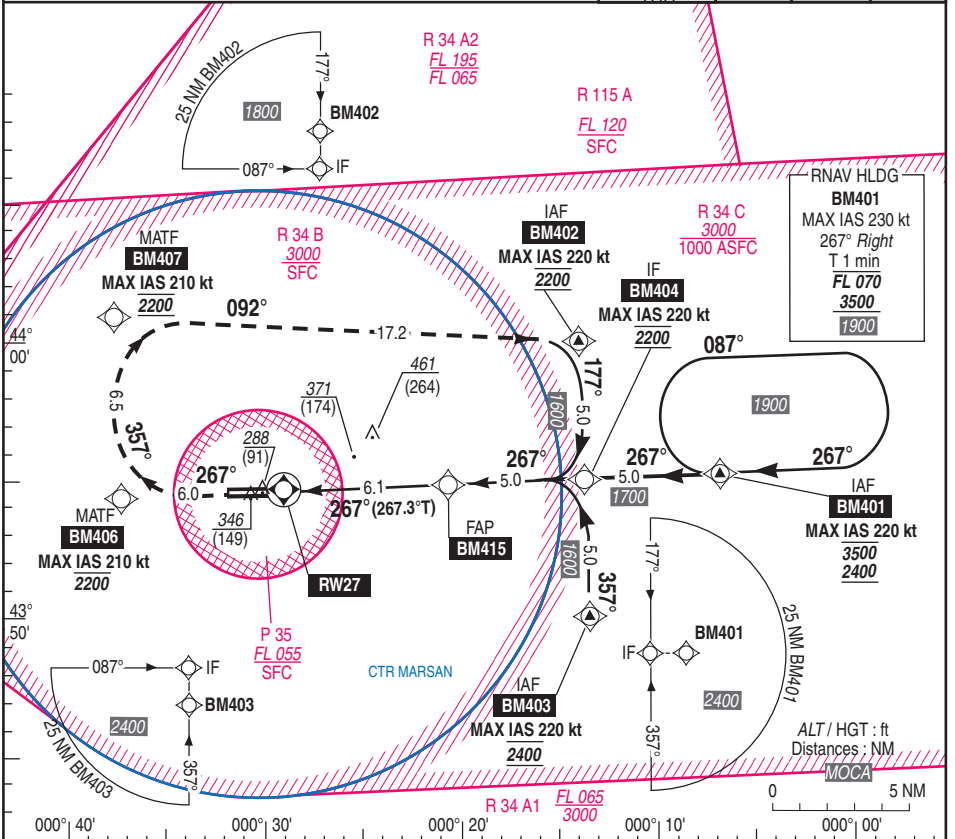 R 34 A2
FL 195
FL 065
R 115 A
FL 120
SFC
25 NM BM402
1800
177°
BM402
087°
IF
RNAV HLDG
BM401
MAX IAS 230 kt
267° Right
T 1 min
FL 070
3500
1900
MATF
BM407
MAX IAS 210 kt
2200
R 34 B
3000
SFC
IAF
BM402
MAX IAS 220 kt
2200
R 34 C
3000
1000 ASFC
IF
BM404
MAX IAS 220 kt
2200
44°
00'
092°
17.2
087°
177°
5.0
1600
461
(264)
371
(174)
1900
6.5
357°
288
(91)
267°
267°
267°
267°
6.0
6.1
5.0
5.0
1700
346
(149)
267° (267.3°T)
FAP
BM415
IAF
BM401
MAX IAS 220 kt
3500
2400
MATF
BM406
MAX IAS 210 kt
2200
RW27
1600
5.0
357°
43°
50'
P 35
FL 055
SFC
CTR MARSAN
177°
IF
BM401
25 NM BM401
2400
357°
087°
IF
BM403
2400
25 NM BM403
357°
IAF
BM403
MAX IAS 220 kt
2400
ALT / HGT : ft
Distances : NM
MOCA
0 5 NM
R 34 A1
FL 065
3000
000°40'
000°30'
000°20'
000°10'
000°00'